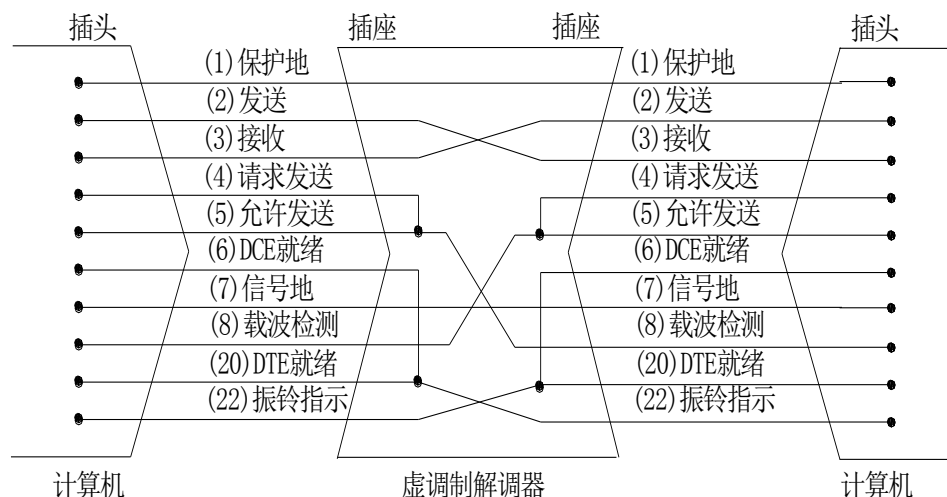 插头 插座 插座 插头
(1)保护地 (1)保护地
(2)发送 (2)发送
(3)接收 (3)接收
(4)请求发送 (4)请求发送
(5)允许发送 (5)允许发送
(6)DCE就绪 (6)DCE就绪
(7)信号地 (7)信号地
(8)载波检测 (8)载波检测
(20)DTE就绪 (20)DTE就绪
(22)振铃指示 (22)振铃指示
计算机 虚调制解调器 计算机